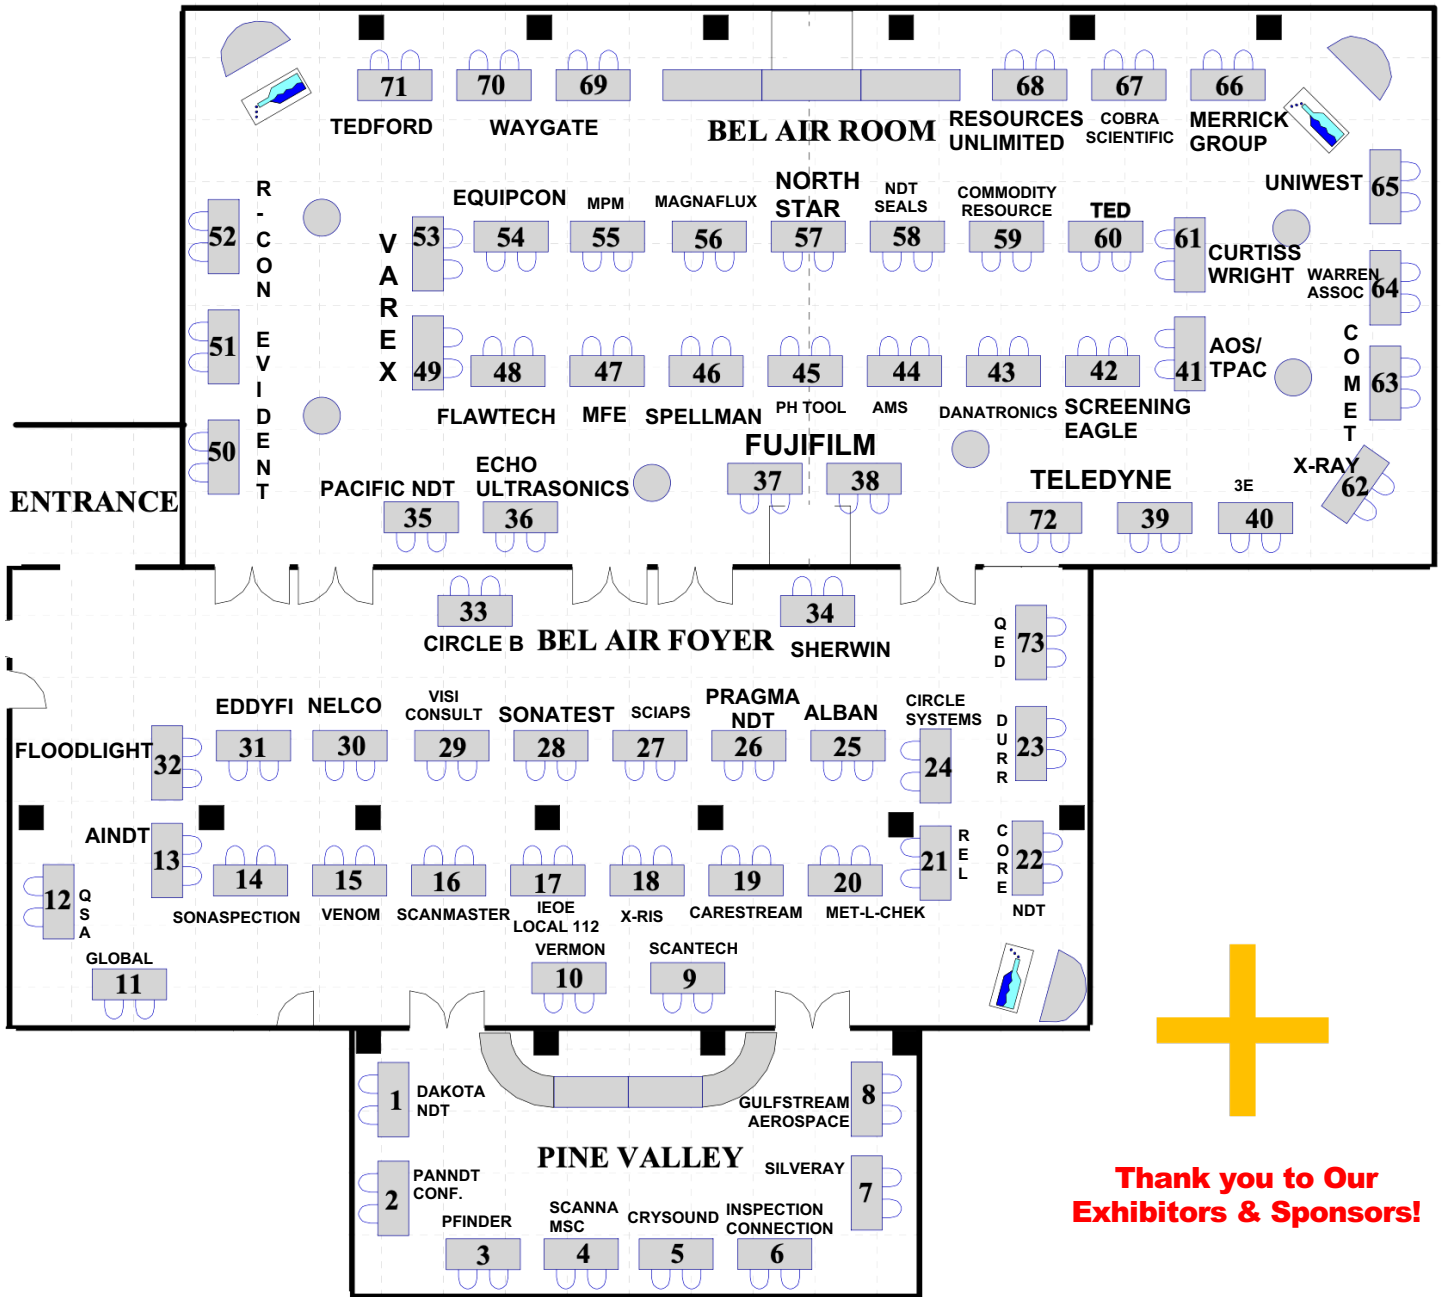 71
70
69
68
67
66
TEDFORD
WAYGATE
BEL AIR ROOM
RESOURCES
UNLIMITED
COBRA
SCIENTIFIC
MERRICK
GROUP
UNIWEST
65
R-CON
52
VAREX
53
EQUIPCON
54
MPM
55
MAGNAFLUX
56
NORTH
STAR
57
NDT
SEALS
58
COMMODITY
RESOURCE
59
TED
60
61
CURTISS
WRIGHT
WARREN
ASSOC
64
51
EVIDENT
50
49
48
47
46
45
44
43
42
41
AOS/
TPAC
COMET
63
FLAWTECH
MFE
SPELLMAN
PH TOOL
AMS
DANATRONICS
SCREENING
EAGLE
FUJIFILM
37
38
X-RAY
62
ENTRANCE
PACIFIC NDT
35
ECHO
ULTRASONICS
36
TELEDYNE
72
39
3E
40
33
CIRCLE B
BEL AIR FOYER
34
SHERWIN
QED
73
FLOODLIGHT
32
EDDYFI
31
NELCO
30
VISI
CONSULT
29
SONATEST
28
SCIAPS
27
PRAGMA
NDT
26
ALBAN
25
CIRCLE
SYSTEMS
24
DURR
23
AINDT
13
14
15
16
17
18
19
20
21
REL
CORE
22
NDT
12
QSA
SONASPECTION
VENOM
SCANMASTER
IEOE
LOCAL 112
X-RIS
CARESTREAM
MET-L-CHEK
GLOBAL
11
VERMON
10
SCANTECH
9
1
DAKOTA
NDT
GULFSTREAM
AEROSPACE
8
PINE VALLEY
2
PANNDT
CONF.
SILVERAY
7
PFINDER
3
SCANNA
MSC
4
CRYSOUND
5
INSPECTION
CONNECTION
6
Thank you to Our
Exhibitors & Sponsors!